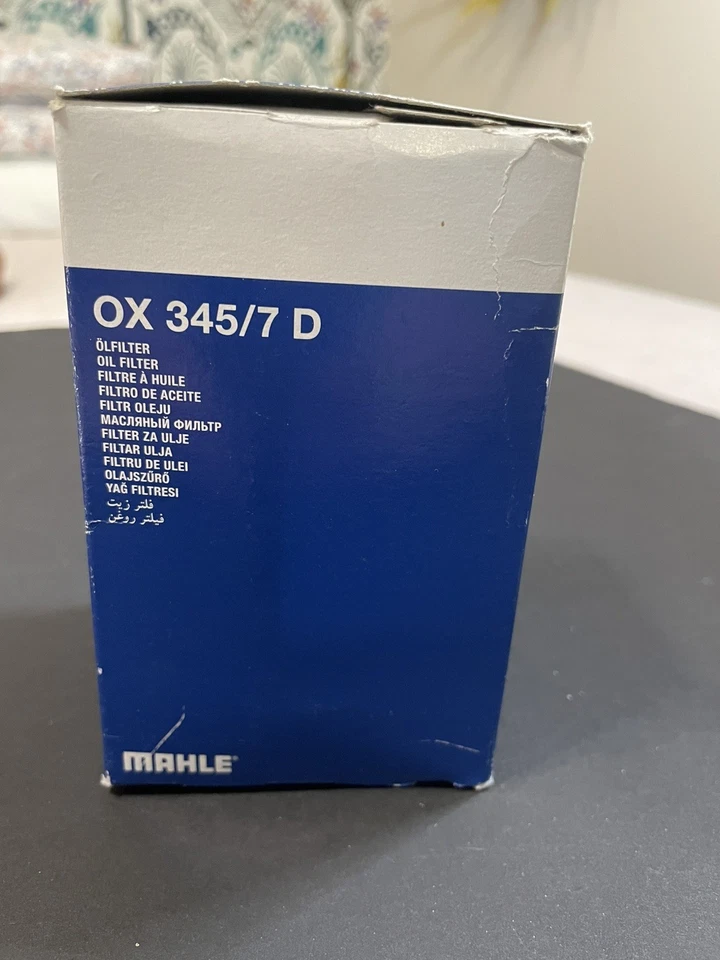 OX 345/7 D
ÖLFILTER
OIL FILTER
FILTRE À HUILE
FILTRO DE ACEITE
FILTR OLEJU
МАСЛЯНЫЙ ФИЛЬТР
FILTER ZA ULJE
FILTAR ULJA
FILTRU DE ULEI
OLAJSZŰRŐ
YAĞ FILTRESI
فلتر زيت
فیلتر روغن
MAHLE®